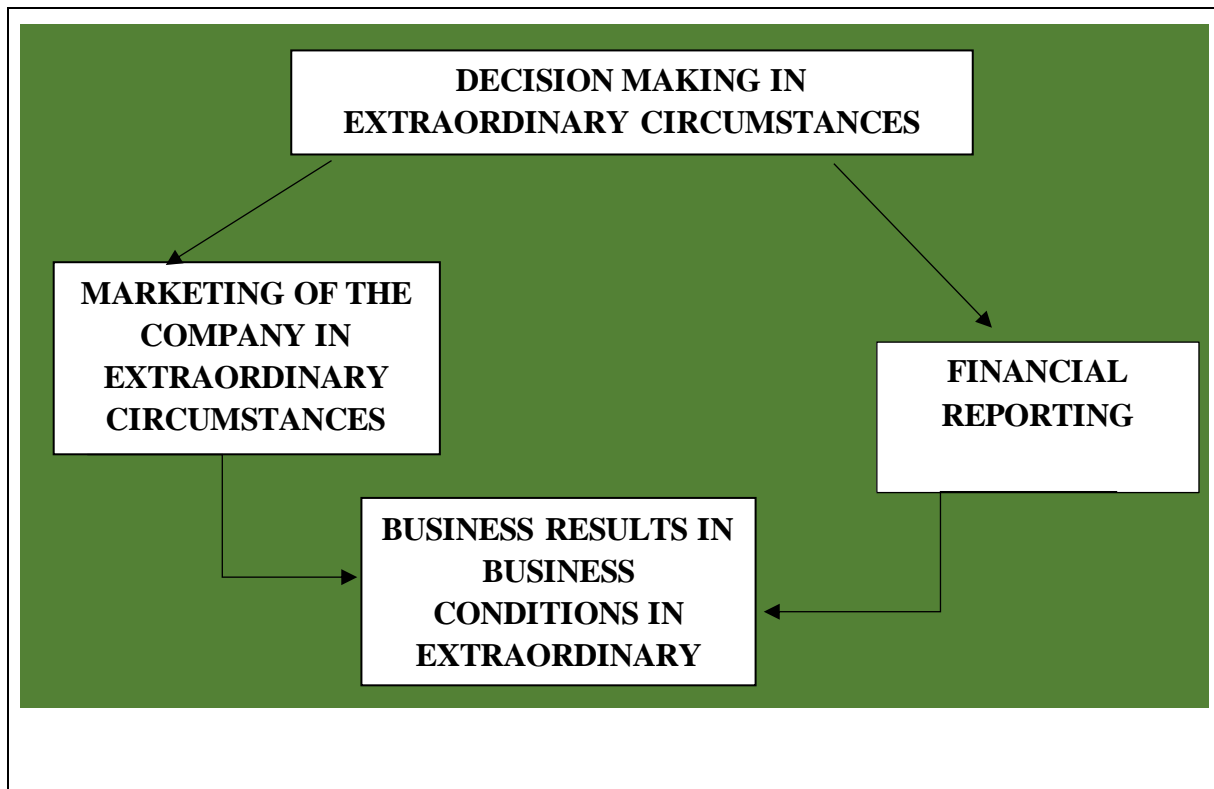 DECISION MAKING IN
EXTRAORDINARY CIRCUMSTANCES
MARKETING OF THE
COMPANY IN
EXTRAORDINARY
CIRCUMSTANCES
FINANCIAL
REPORTING
BUSINESS RESULTS IN
BUSINESS
CONDITIONS IN
EXTRAORDINARY